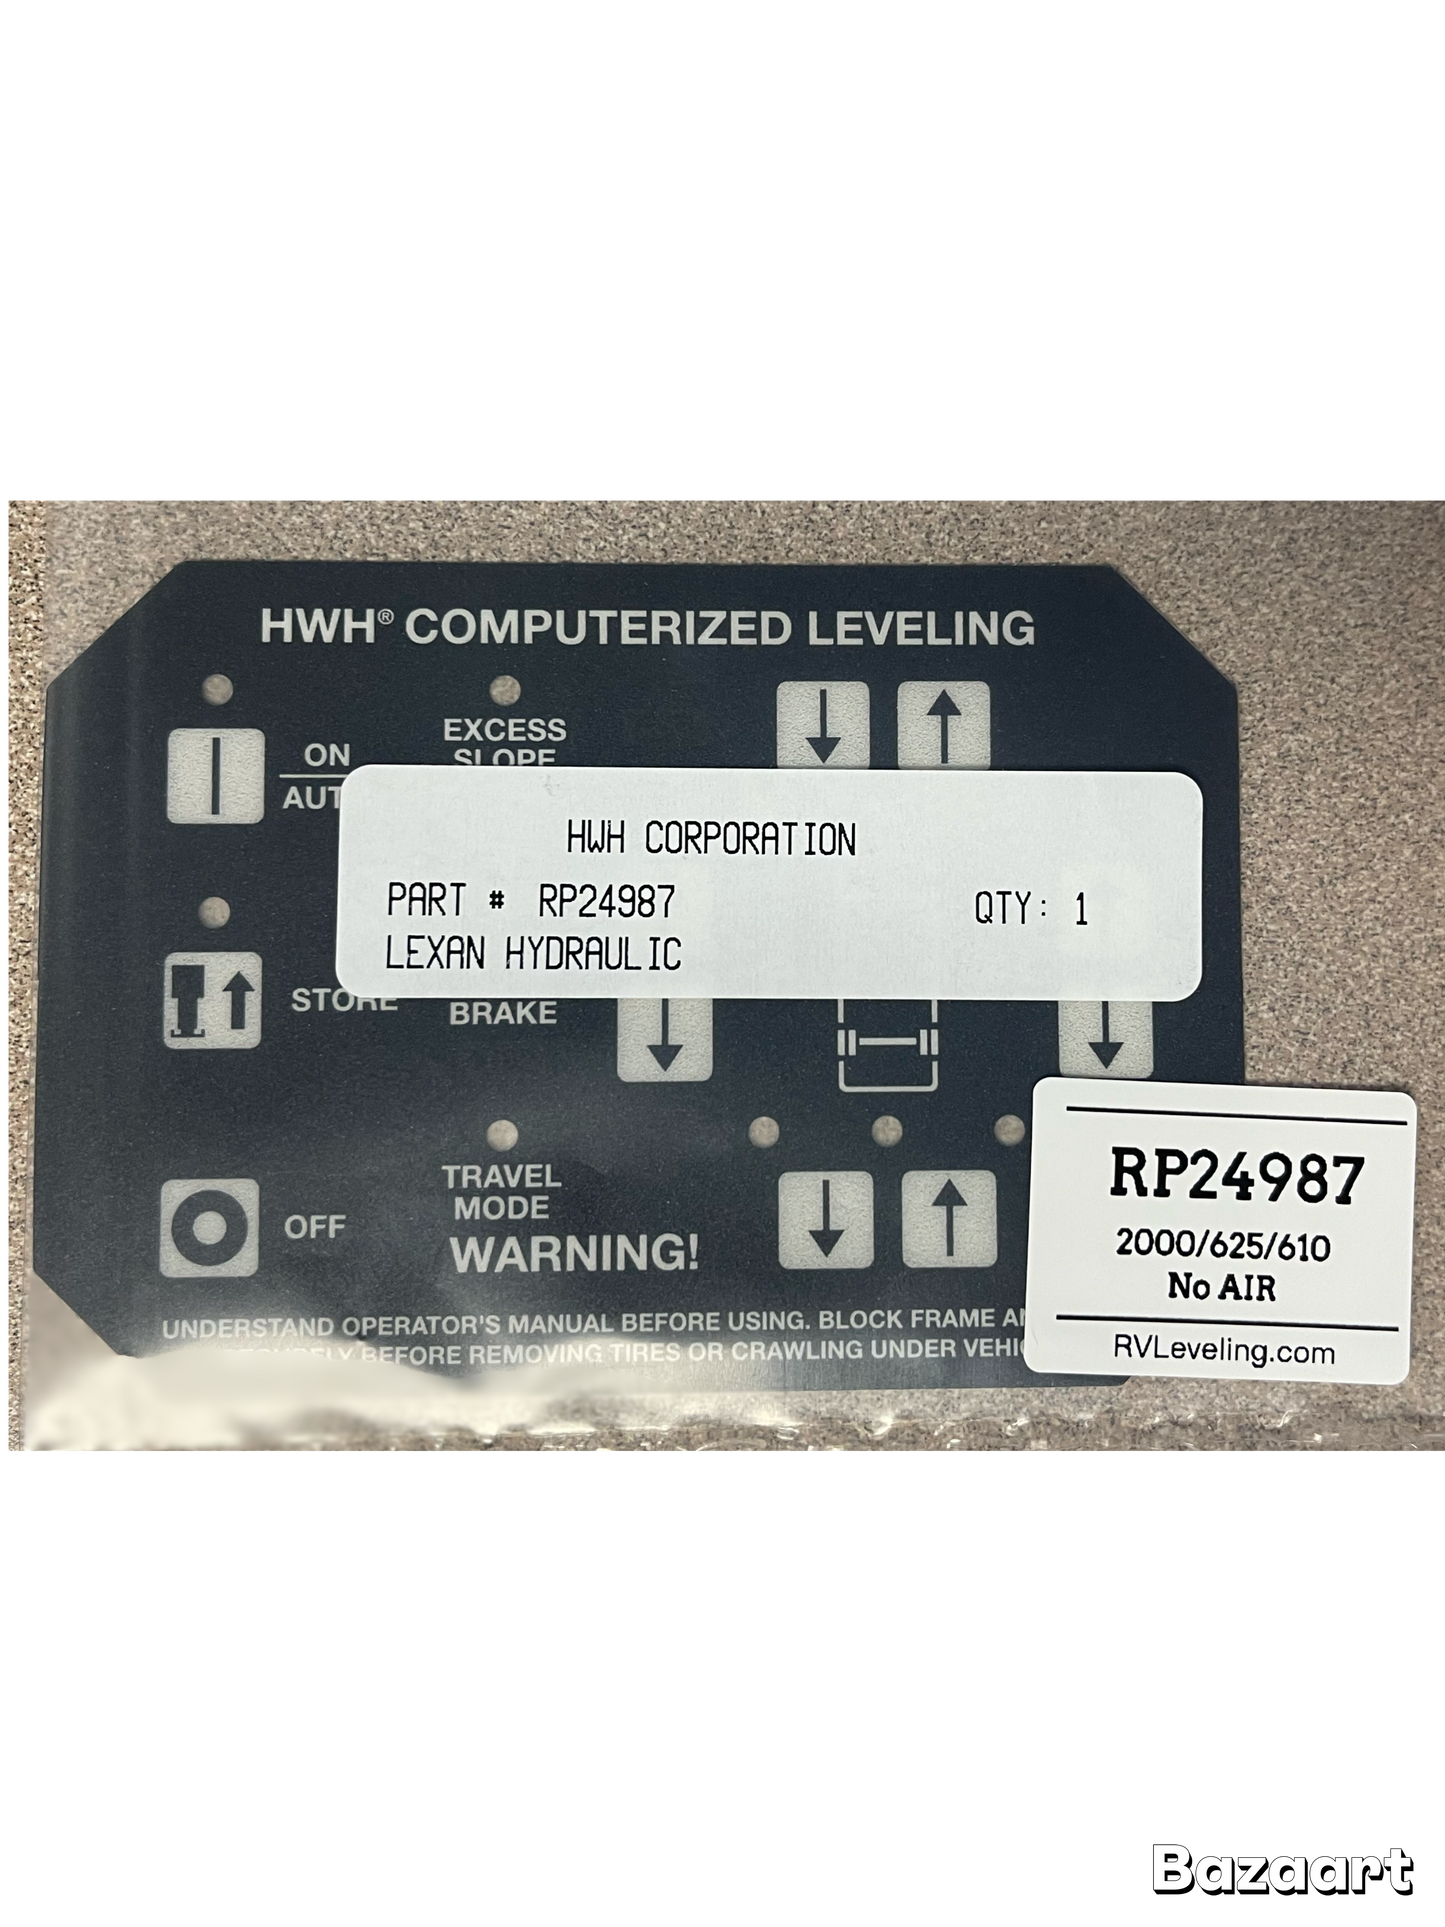 HWH® COMPUTERIZED LEVELING
EXCESS
SLOPE
ON
HWH CORPORATION
PART # RP24987 QTY: 1
LEXAN HYDRAULIC
STORE
BRAKE
TRAVEL
MODE
OFF
WARNING!
UNDERSTAND OPERATOR'S MANUAL BEFORE USING. BLOCK FRAME
BEFORE REMOVING TIRES OR CRAWLING UNDER
RP24987
2000/625/610
No AIR
RVLeveling.com
Bazaart